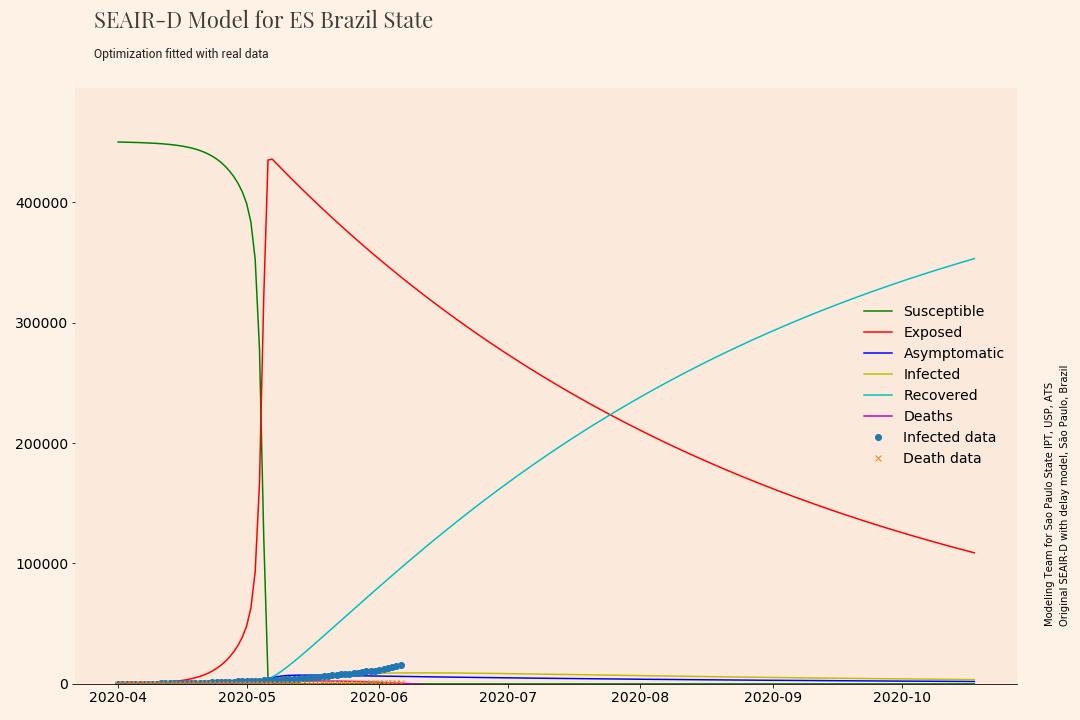 SEAIR-D Model for ES Brazil State
Optimization fitted with real data
400000
300000
200000
100000
0
2020-04
2020-05
2020-06
2020-07
2020-08
2020-09
2020-10
Susceptible
Exposed
Asymptomatic
Infected
Recovered
Deaths
Infected data
Death data
Modeling Team for Sao Paulo State IPT, USP, ATS
Original SEAIR-D with delay model, São Paulo, Brazil